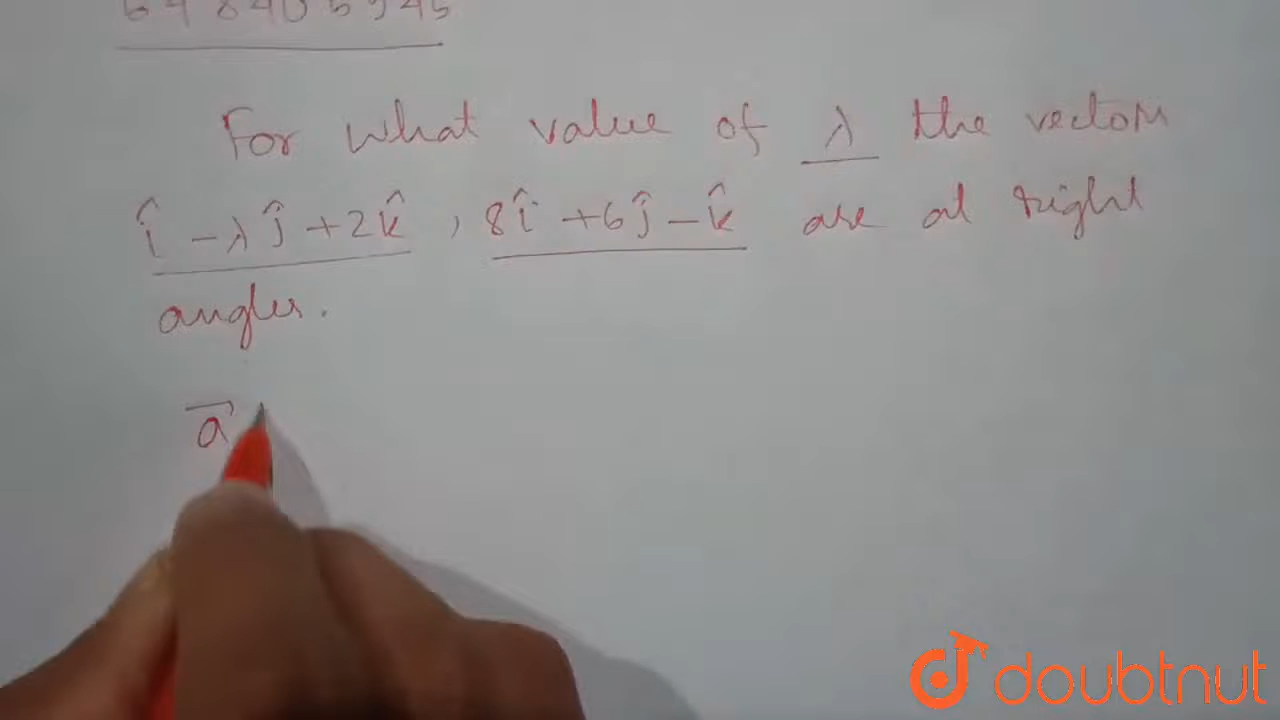 For what value of λ the vectors
î - λĵ + 2k̂ , 8î + 6ĵ - k̂ are at right
angles.
a⃗
doubtnut